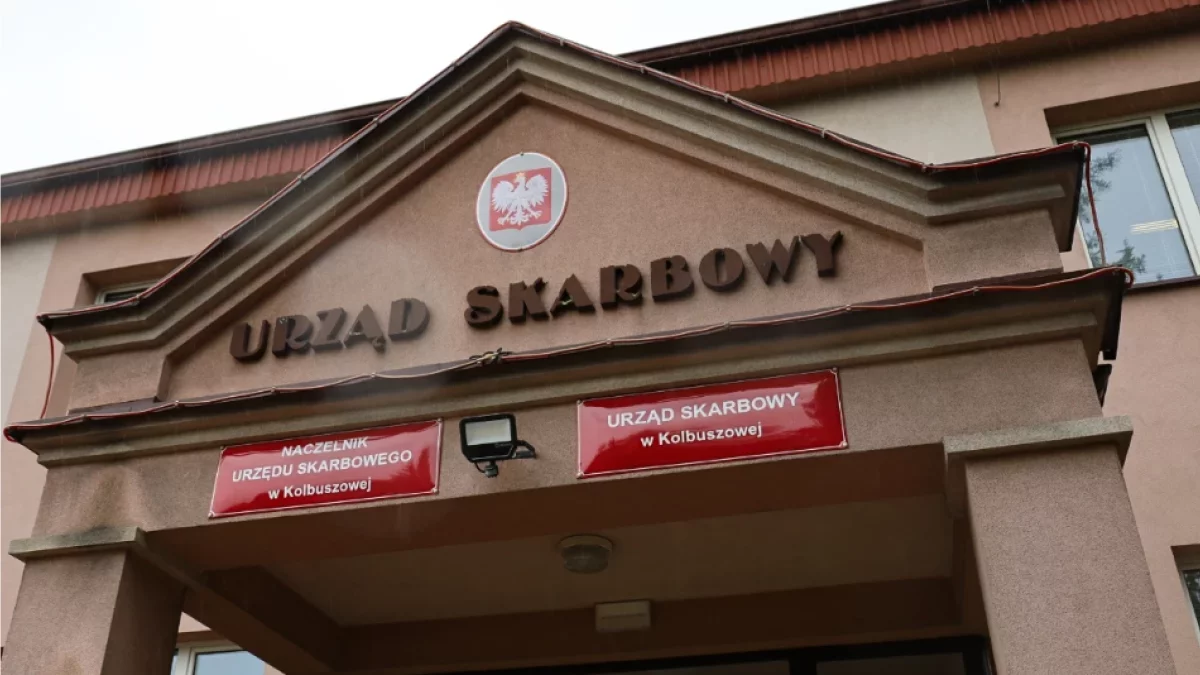 URZĄD SKARBOWY
NACZELNIK
URZĘDU SKARBOWEGO
w Kolbuszowej
URZĄD SKARBOWY
w Kolbuszowej